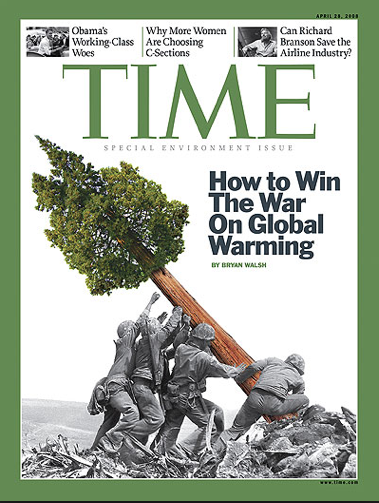 APRIL 28, 2008
Obama's
Working-Class
Woes
Why More Women
Are Choosing
C-Sections
Can Richard
Branson Save the
Airline Industry?
TIME
SPECIAL ENVIRONMENT ISSUE
How to Win
The War
On Global
Warming
BY BRYAN WALSH
www.time.com